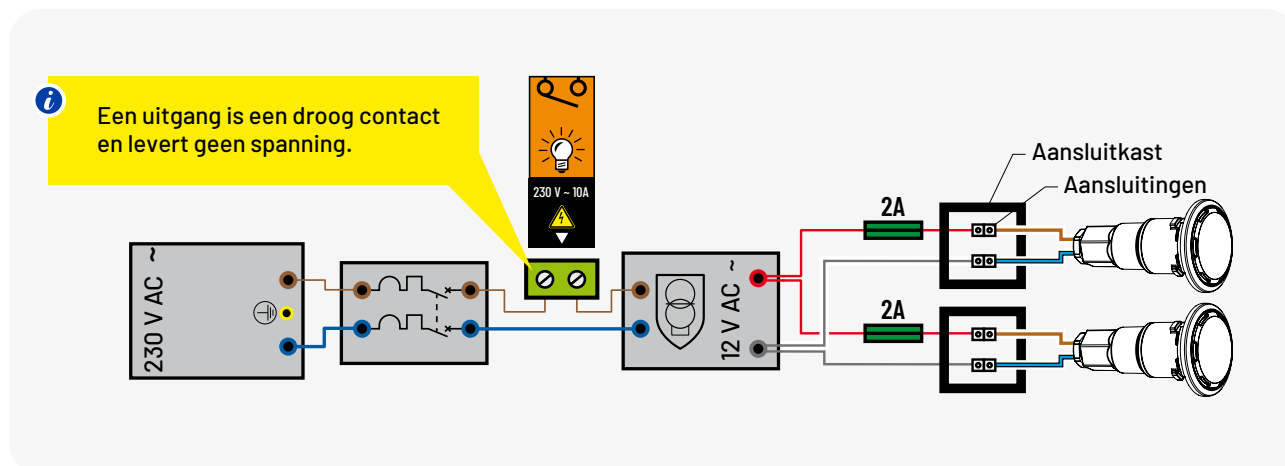 i
Een uitgang is een droog contact
en levert geen spanning.
230 V ~ 10A
Aansluitkast
Aansluitingen
2A
230 V AC ~
12 V AC ~
2A